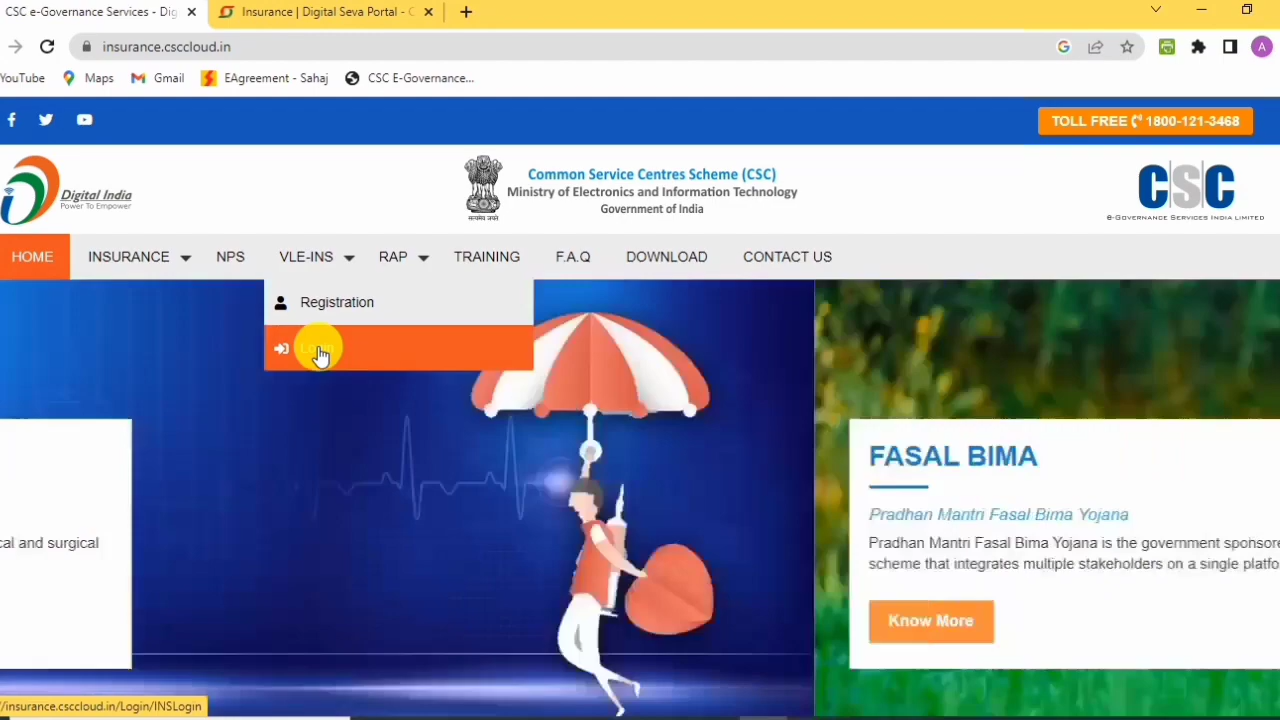 CSC e-Governance Services - Dig
Insurance | Digital Seva Portal - C
insurance.csccloud.in
A
YouTube
Maps
Gmail
EAgreement - Sahaj
CSC E-Governance...
TOLL FREE 1800-121-3468
Digital India
Power To Empower
सत्यमेव जयते
Common Service Centres Scheme (CSC)
Ministry of Electronics and Information Technology
Government of India
CSC
e-GOVERNANCE SERVICES INDIA LIMITED
HOME
INSURANCE
NPS
VLE-INS
RAP
TRAINING
F.A.Q
DOWNLOAD
CONTACT US
Registration
Login
cal and surgical
FASAL BIMA
Pradhan Mantri Fasal Bima Yojana
Pradhan Mantri Fasal Bima Yojana is the government sponsore
scheme that integrates multiple stakeholders on a single platfo
Know More
//insurance.csccloud.in/Login/INSLogin